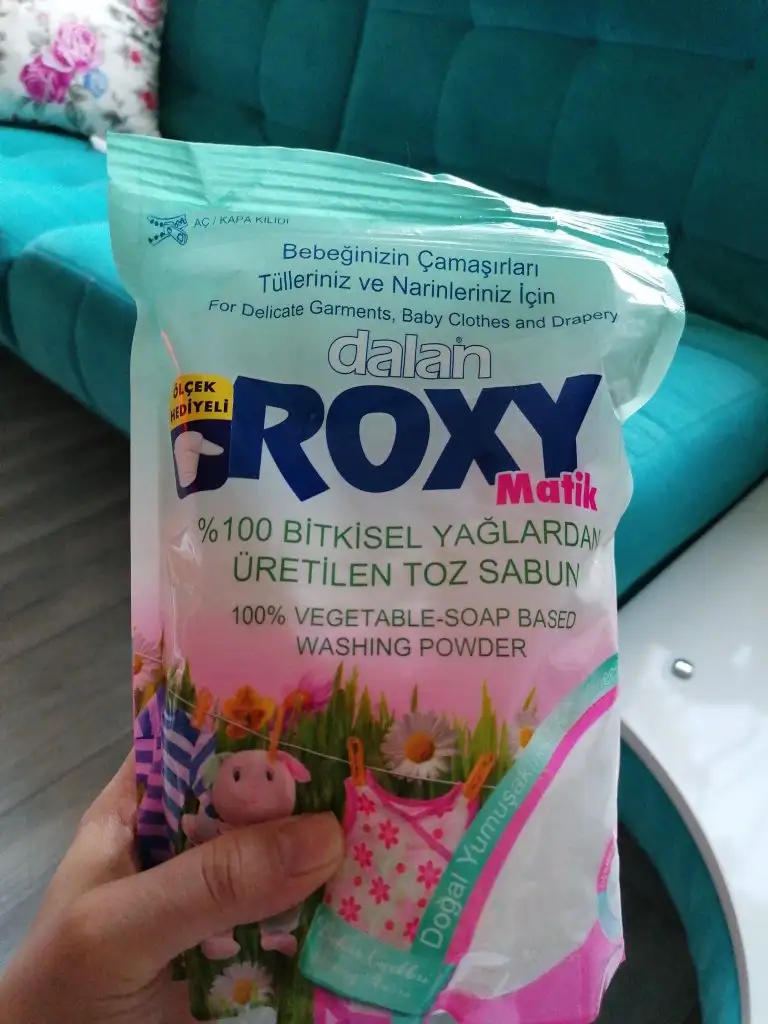 AÇ / KAPA KİLİDİ
Bebeğinizin Çamaşırları
Tülleriniz ve Narinleriniz İçin
For Delicate Garments, Baby Clothes and Drapery
dalan
ÖLÇEK
HEDİYELİ
ROXY
Matik
%100 BİTKİSEL YAĞLARDAN
ÜRETİLEN TOZ SABUN
100% VEGETABLE-SOAP BASED
WASHING POWDER
Doğal